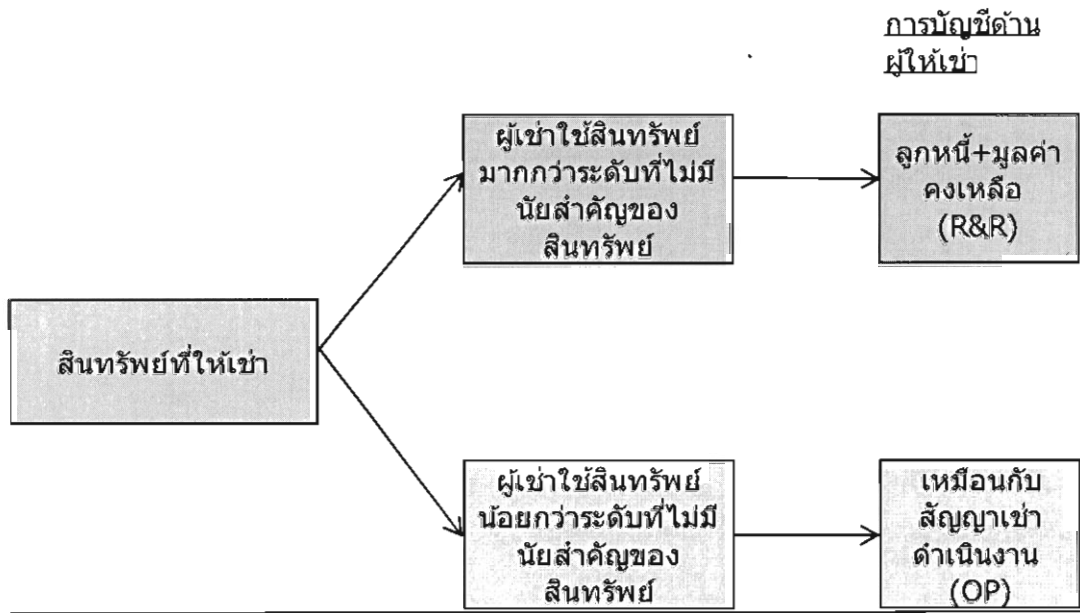 การบัญชีด้าน
ผู้ให้เช่า
ผู้เช่าใช้สินทรัพย์
มากกว่าระดับที่ไม่มี
นัยสำคัญของ
สินทรัพย์
ลูกหนี้+มูลค่า
คงเหลือ
(R&R)
สินทรัพย์ที่ให้เช่า
ผู้เช่าใช้สินทรัพย์
น้อยกว่าระดับที่ไม่มี
นัยสำคัญของ
สินทรัพย์
เหมือนกับ
สัญญาเช่า
ดำเนินงาน
(OP)